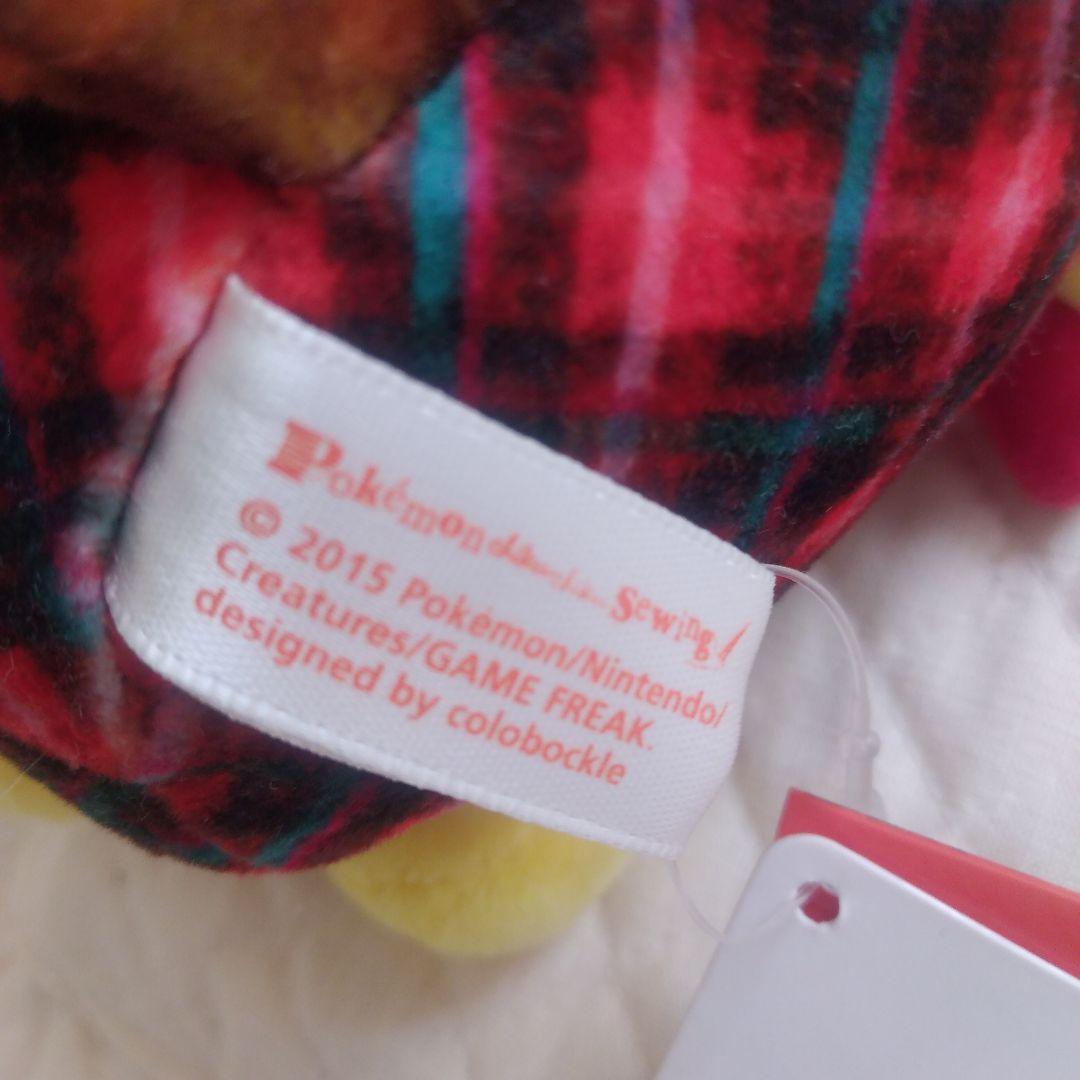 Pokémon Sewing
© 2015 Pokémon/Nintendo/
Creatures/GAME FREAK.
designed by colobockle